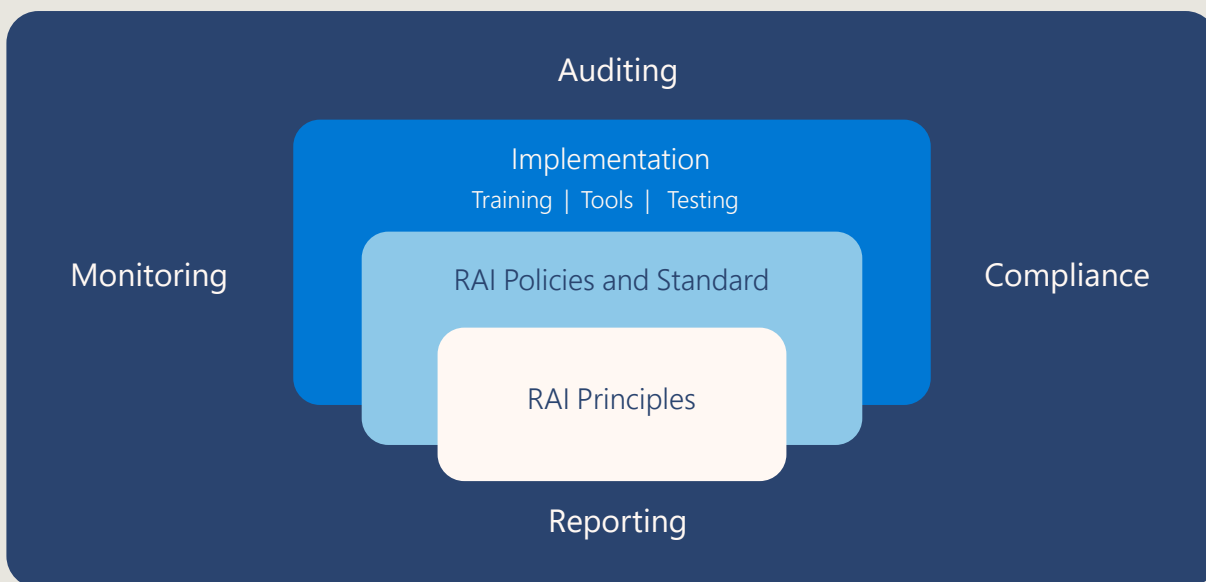 Auditing
Implementation
Training | Tools | Testing
Monitoring
RAI Policies and Standard
Compliance
RAI Principles
Reporting